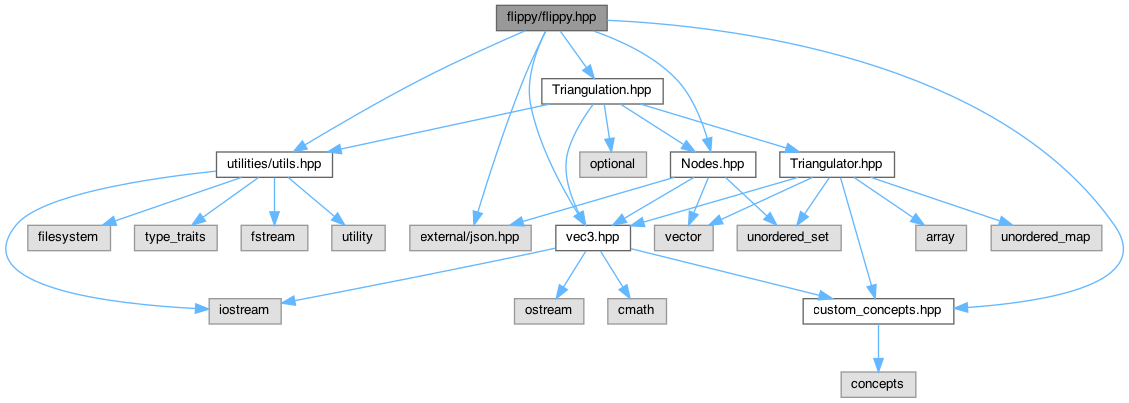 flippy/flippy.hpp
Triangulation.hpp
utilities/utils.hpp
optional
Nodes.hpp
Triangulator.hpp
filesystem
type_traits
fstream
utility
external/json.hpp
vec3.hpp
vector
unordered_set
array
unordered_map
iostream
ostream
cmath
custom_concepts.hpp
concepts